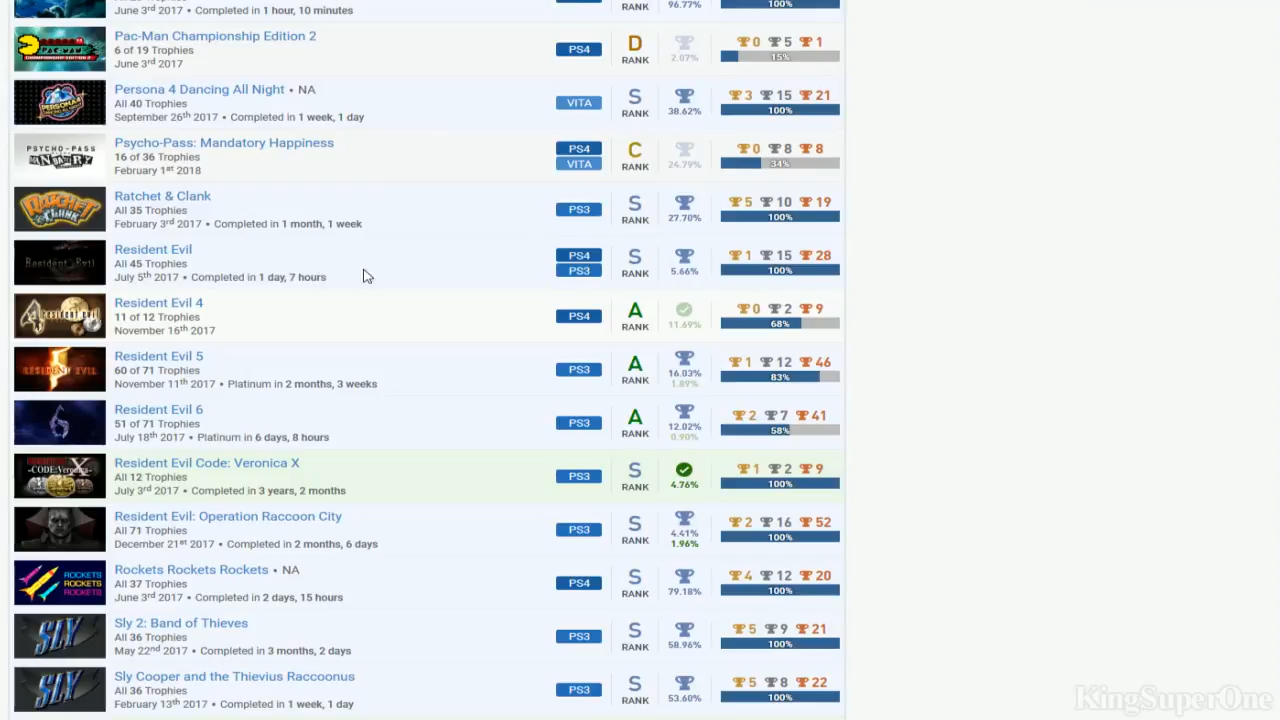 June 3rd 2017 • Completed in 1 hour, 10 minutes
RANK 96.77% 100%
Pac-Man Championship Edition 2
6 of 19 Trophies
June 3rd 2017
PS4 D RANK 2.07% 0 5 1 15%
Persona 4 Dancing All Night • NA
All 40 Trophies
September 26th 2017 • Completed in 1 week, 1 day
VITA S RANK 38.62% 3 15 21 100%
Psycho-Pass: Mandatory Happiness
16 of 36 Trophies
February 1st 2018
PS4 VITA C RANK 24.79% 0 8 8 34%
Ratchet & Clank
All 35 Trophies
February 3rd 2017 • Completed in 1 month, 1 week
PS3 S RANK 27.70% 5 10 19 100%
Resident Evil
All 45 Trophies
July 5th 2017 • Completed in 1 day, 7 hours
PS4 PS3 S RANK 5.66% 1 15 28 100%
Resident Evil 4
11 of 12 Trophies
November 16th 2017
PS4 A RANK 11.69% 0 2 9 68%
Resident Evil 5
60 of 71 Trophies
November 11th 2017 • Platinum in 2 months, 3 weeks
PS3 A RANK 16.03% 1.89% 1 12 46 83%
Resident Evil 6
51 of 71 Trophies
July 18th 2017 • Platinum in 6 days, 8 hours
PS3 A RANK 12.02% 0.90% 2 7 41 58%
Resident Evil Code: Veronica X
All 12 Trophies
July 3rd 2017 • Completed in 3 years, 2 months
PS3 S RANK 4.76% 1 2 9 100%
Resident Evil: Operation Raccoon City
All 71 Trophies
December 21st 2017 • Completed in 2 months, 6 days
PS3 S RANK 4.41% 1.96% 2 16 52 100%
Rockets Rockets Rockets • NA
All 37 Trophies
June 3rd 2017 • Completed in 2 days, 15 hours
PS4 S RANK 79.18% 4 12 20 100%
Sly 2: Band of Thieves
All 36 Trophies
May 22nd 2017 • Completed in 3 months, 2 days
PS3 S RANK 58.96% 5 9 21 100%
Sly Cooper and the Thievius Raccoonus
All 36 Trophies
February 13th 2017 • Completed in 1 week, 1 day
PS3 S RANK 53.60% 5 8 22 100%
KingSuperOne